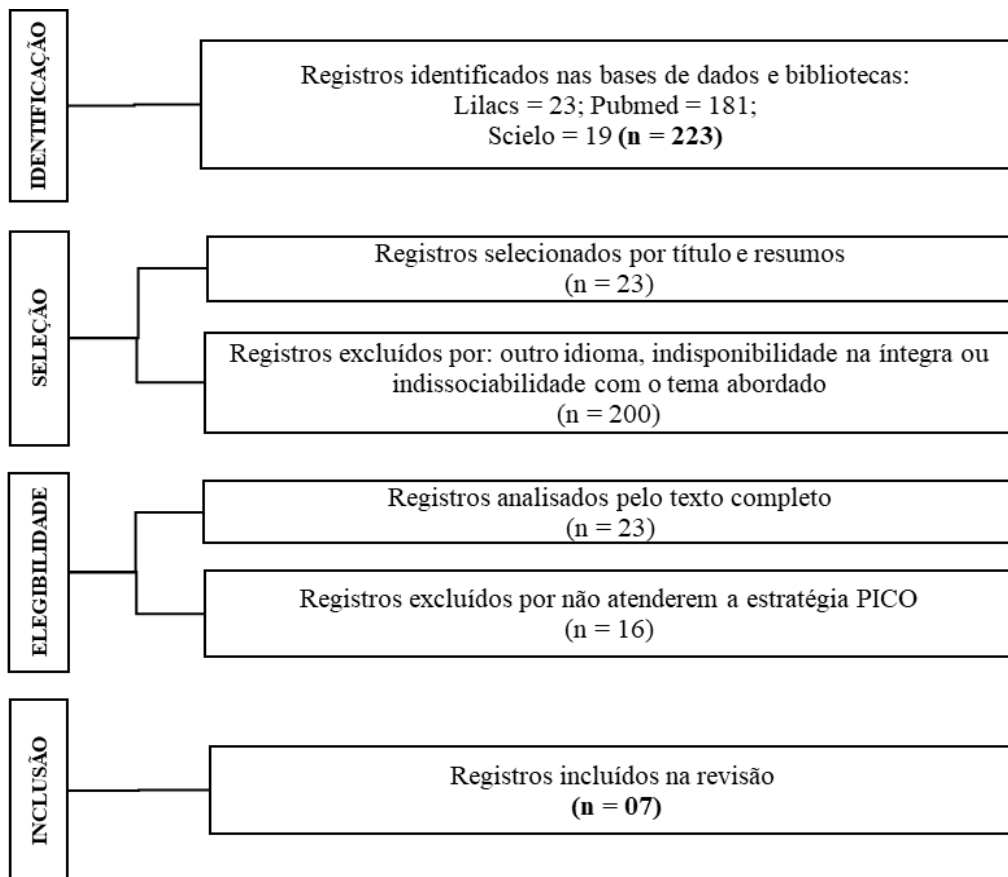 IDENTIFICAÇÃO
Registros identificados nas bases de dados e bibliotecas:
Lilacs = 23; Pubmed = 181;
Scielo = 19 (n = 223)
SELEÇÃO
Registros selecionados por título e resumos
(n = 23)
Registros excluídos por: outro idioma, indisponibilidade na íntegra ou
indissociabilidade com o tema abordado
(n = 200)
ELEGIBILIDADE
Registros analisados pelo texto completo
(n = 23)
Registros excluídos por não atenderem a estratégia PICO
(n = 16)
INCLUSÃO
Registros incluídos na revisão
(n = 07)